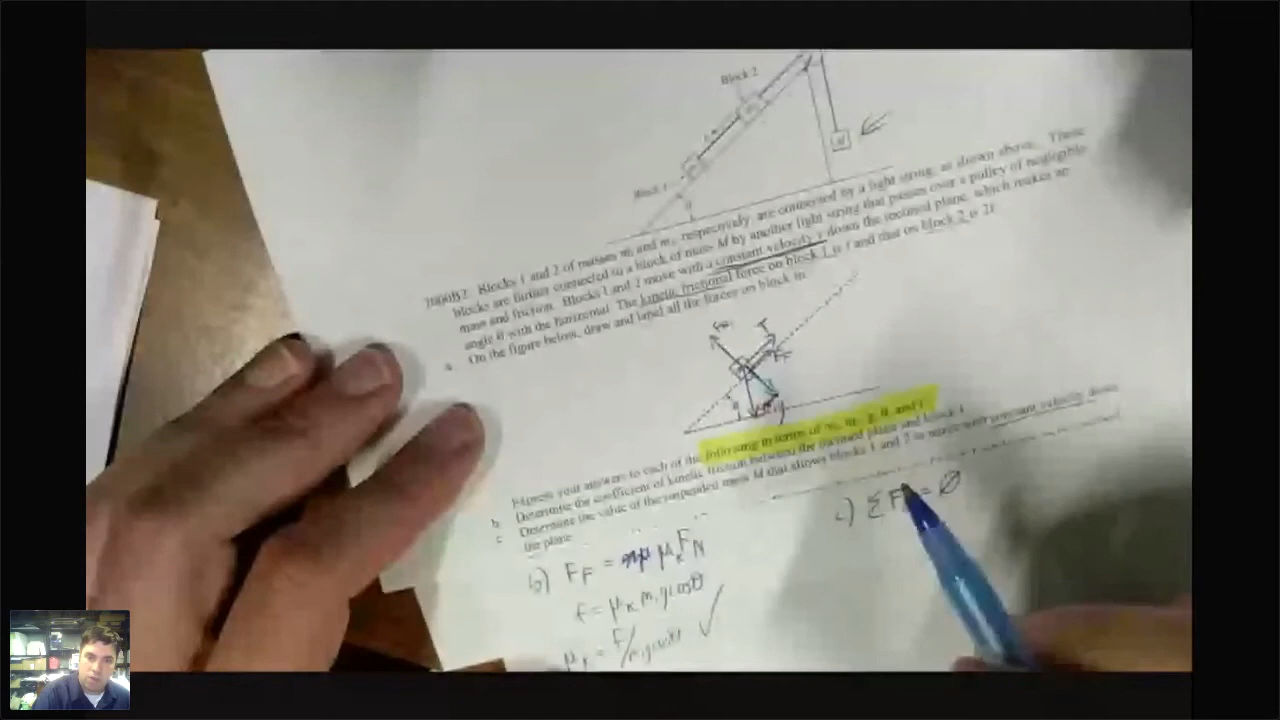 Block 2
Block 1
θ
M
2000B2. Blocks 1 and 2 of masses m₁ and m₂, respectively, are connected by a light string, as shown above. These
blocks are further connected to a block of mass M by another light string that passes over a pulley of negligible
mass and friction. Blocks 1 and 2 move with a constant velocity v down the inclined plane, which makes an
angle θ with the horizontal. The kinetic frictional force on block 1 is f and that on block 2 is 2f.
a. On the figure below, draw and label all the forces on block m₁
T
FF
Express your answers to each of the following in terms of m₁, m₂, g, θ, and f.
b. Determine the coefficient of kinetic friction between the inclined plane and block 1.
c. Determine the value of the suspended mass M that allows blocks 1 and 2 to move with constant velocity down
the plane.
b) FF = μK FN
f = μK m₁ g cosθ
c) ΣF = Ø